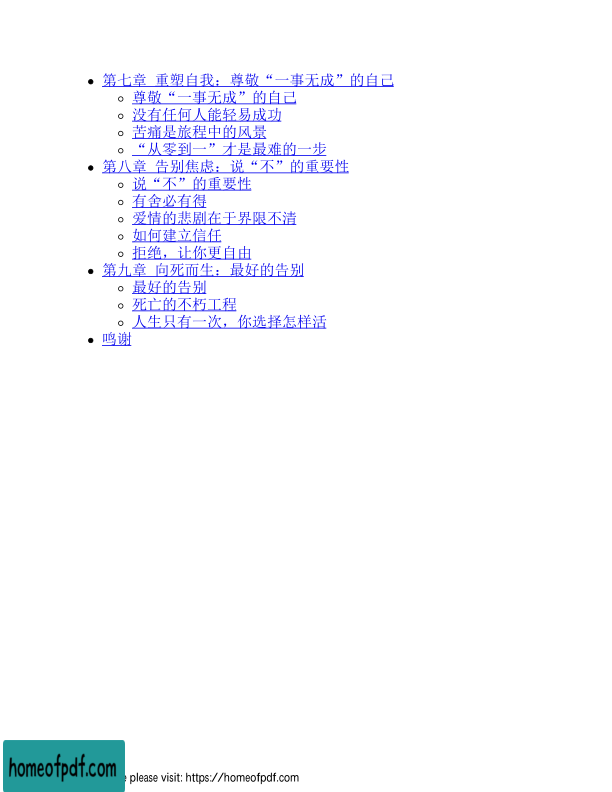 第七章 重塑自我：尊敬“一事无成”的自己
尊敬“一事无成”的自己
没有任何人能轻易成功
苦痛是旅程中的风景
“从零到一”才是最难的一步
第八章 告别焦虑：说“不”的重要性
说“不”的重要性
有舍必有得
爱情的悲剧在于界限不清
如何建立信任
拒绝，让你更自由
第九章 向死而生：最好的告别
最好的告别
死亡的不朽工程
人生只有一次，你选择怎样活
鸣谢
homeofpdf.com
please visit: https://homeofpdf.com